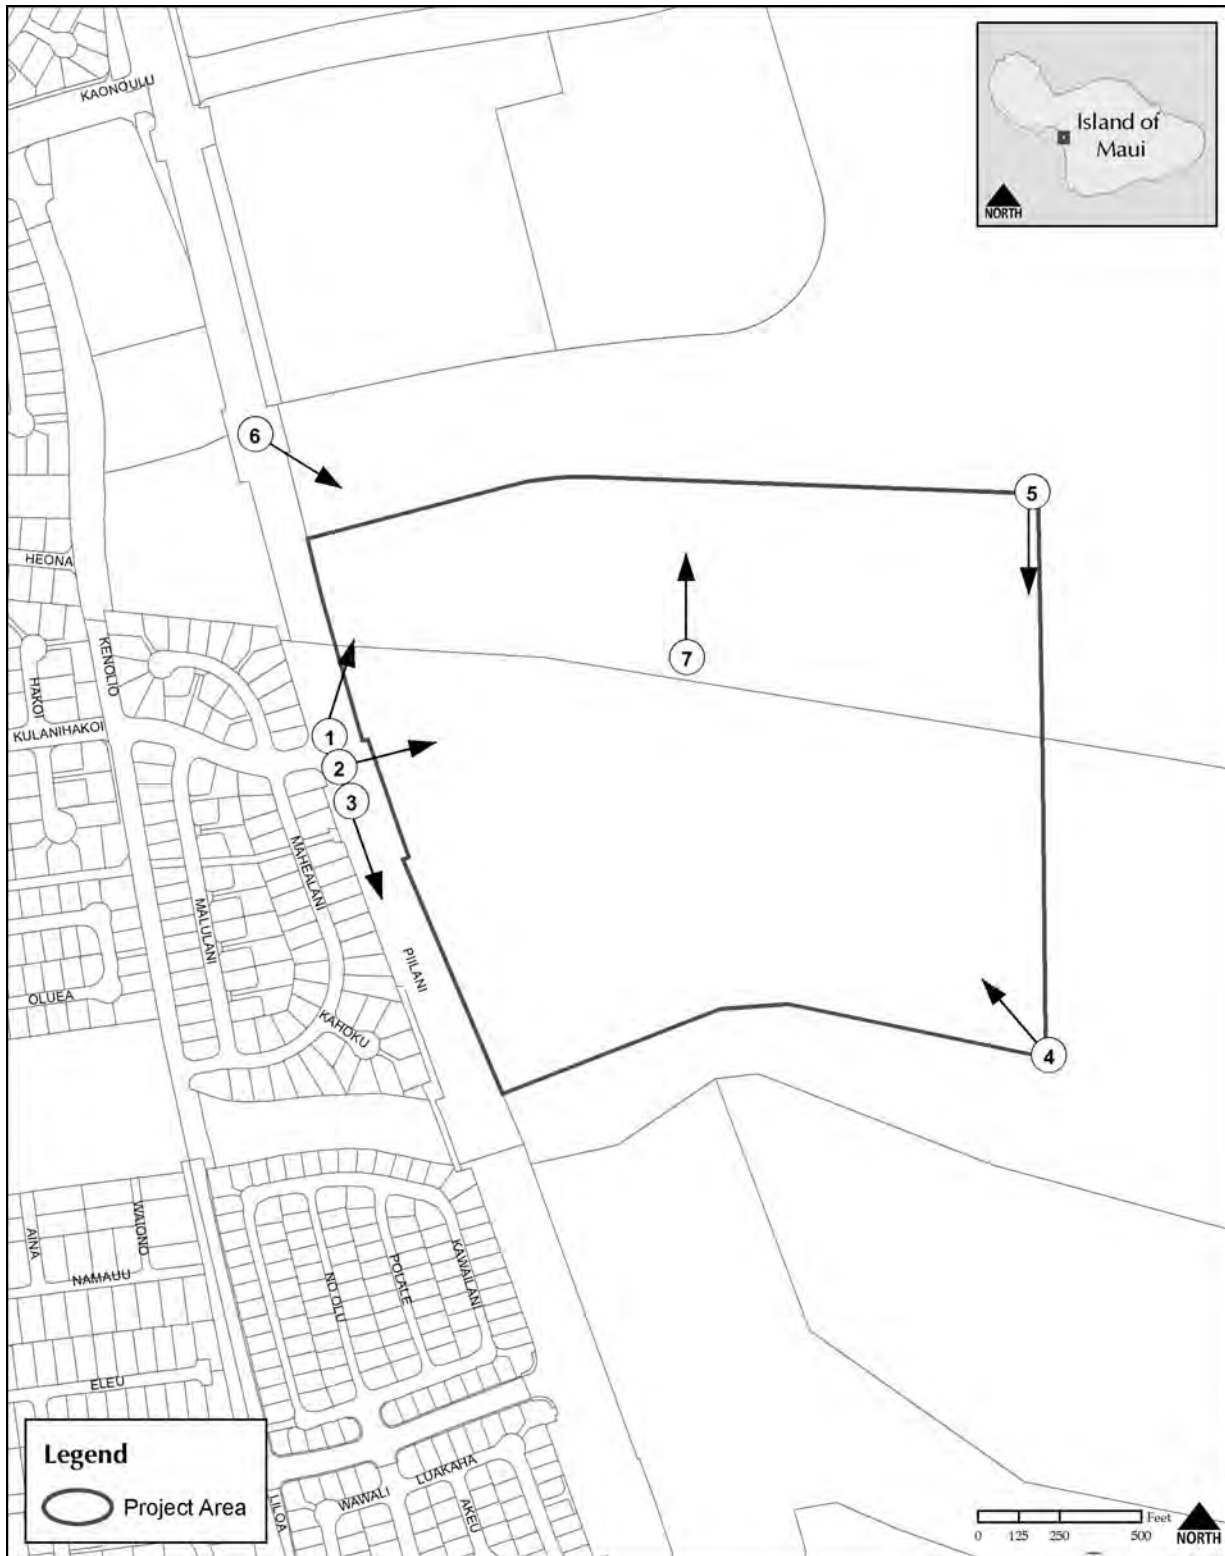 KAONOULU
Island of
Maui
NORTH
6
5
HEONA
KENOLIO
HAKOI
7
KULANIHAKOI
1
2
3
MAHEALANI
MALULANI
PIILANI
OLUEA
KAHOKU
4
AINA
WAIONO
NAMAUU
NO OLU
POLALE
KAWAILANI
ELEU
Legend
Project Area
LILOA
WAWALI
LUAKAHA
AKEU
Feet
0 125 250 500
NORTH